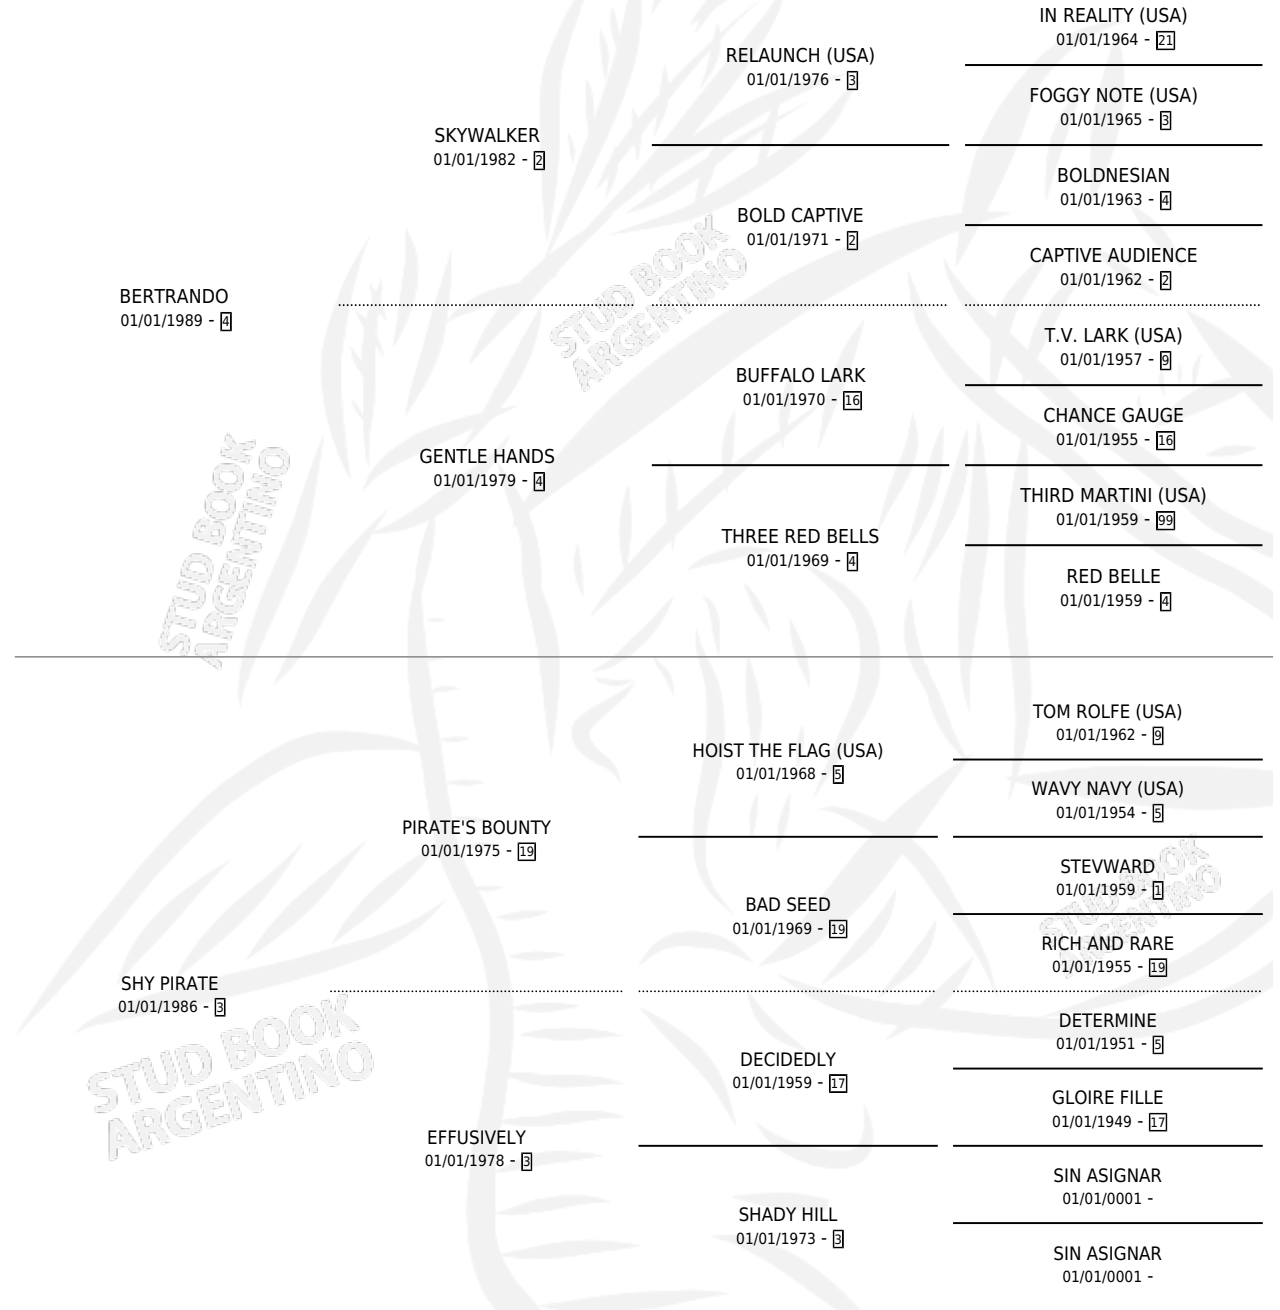 IN REALITY (USA)
01/01/1964 - 21
RELAUNCH (USA)
01/01/1976 - 3
FOGGY NOTE (USA)
01/01/1965 - 3
SKYWALKER
01/01/1982 - 2
BOLDNESIAN
01/01/1963 - 4
BOLD CAPTIVE
01/01/1971 - 2
CAPTIVE AUDIENCE
01/01/1962 - 2
BERTRANDO
01/01/1989 - 4
T.V. LARK (USA)
01/01/1957 - 9
BUFFALO LARK
01/01/1970 - 16
CHANCE GAUGE
01/01/1955 - 16
GENTLE HANDS
01/01/1979 - 4
THIRD MARTINI (USA)
01/01/1959 - 99
THREE RED BELLS
01/01/1969 - 4
RED BELLE
01/01/1959 - 4
TOM ROLFE (USA)
01/01/1962 - 9
HOIST THE FLAG (USA)
01/01/1968 - 5
WAVY NAVY (USA)
01/01/1954 - 5
PIRATE'S BOUNTY
01/01/1975 - 19
STEVWARD
01/01/1959 - 1
BAD SEED
01/01/1969 - 19
RICH AND RARE
01/01/1955 - 19
SHY PIRATE
01/01/1986 - 3
DETERMINE
01/01/1951 - 5
DECIDEDLY
01/01/1959 - 17
GLOIRE FILLE
01/01/1949 - 17
EFFUSIVELY
01/01/1978 - 3
SIN ASIGNAR
01/01/0001 -
SHADY HILL
01/01/1973 - 3
SIN ASIGNAR
01/01/0001 -
STUD BOOK
ARGENTINO
STUD BOOK
ARGENTINO
STUD BOOK
ARGENTINO
STUD BOOK
ARGENTINO